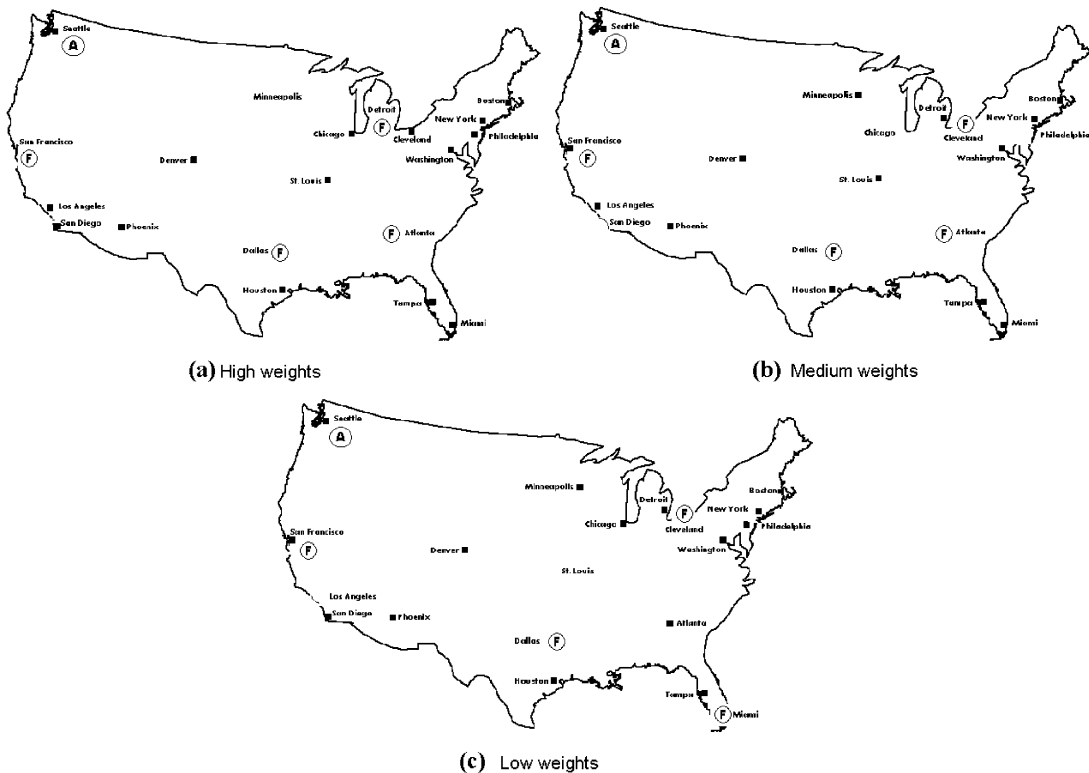 Seattle
A
Minneapolis
Detroit
Boston
F
New York
Chicago
Cleveland
Philadelphia
San Francisco
F
Washington
Denver
St. Louis
Los Angeles
San Diego
Phoenix
F
Atlanta
Dallas
F
Houston
Tampa
Miami
(a) High weights
Seattle
A
Minneapolis
Boston
Detroit
New York
F
Chicago
Cleveland
Philadelphia
San Francisco
F
Washington
Denver
St. Louis
Los Angeles
San Diego
Phoenix
F
Atlanta
Dallas
F
Houston
Tampa
Miami
(b) Medium weights
Seattle
A
Minneapolis
Boston
Detroit
New York
F
Chicago
Cleveland
Philadelphia
San Francisco
F
Washington
Denver
St. Louis
Los Angeles
San Diego
Phoenix
Atlanta
Dallas
F
Houston
Tampa
F
Miami
(c) Low weights